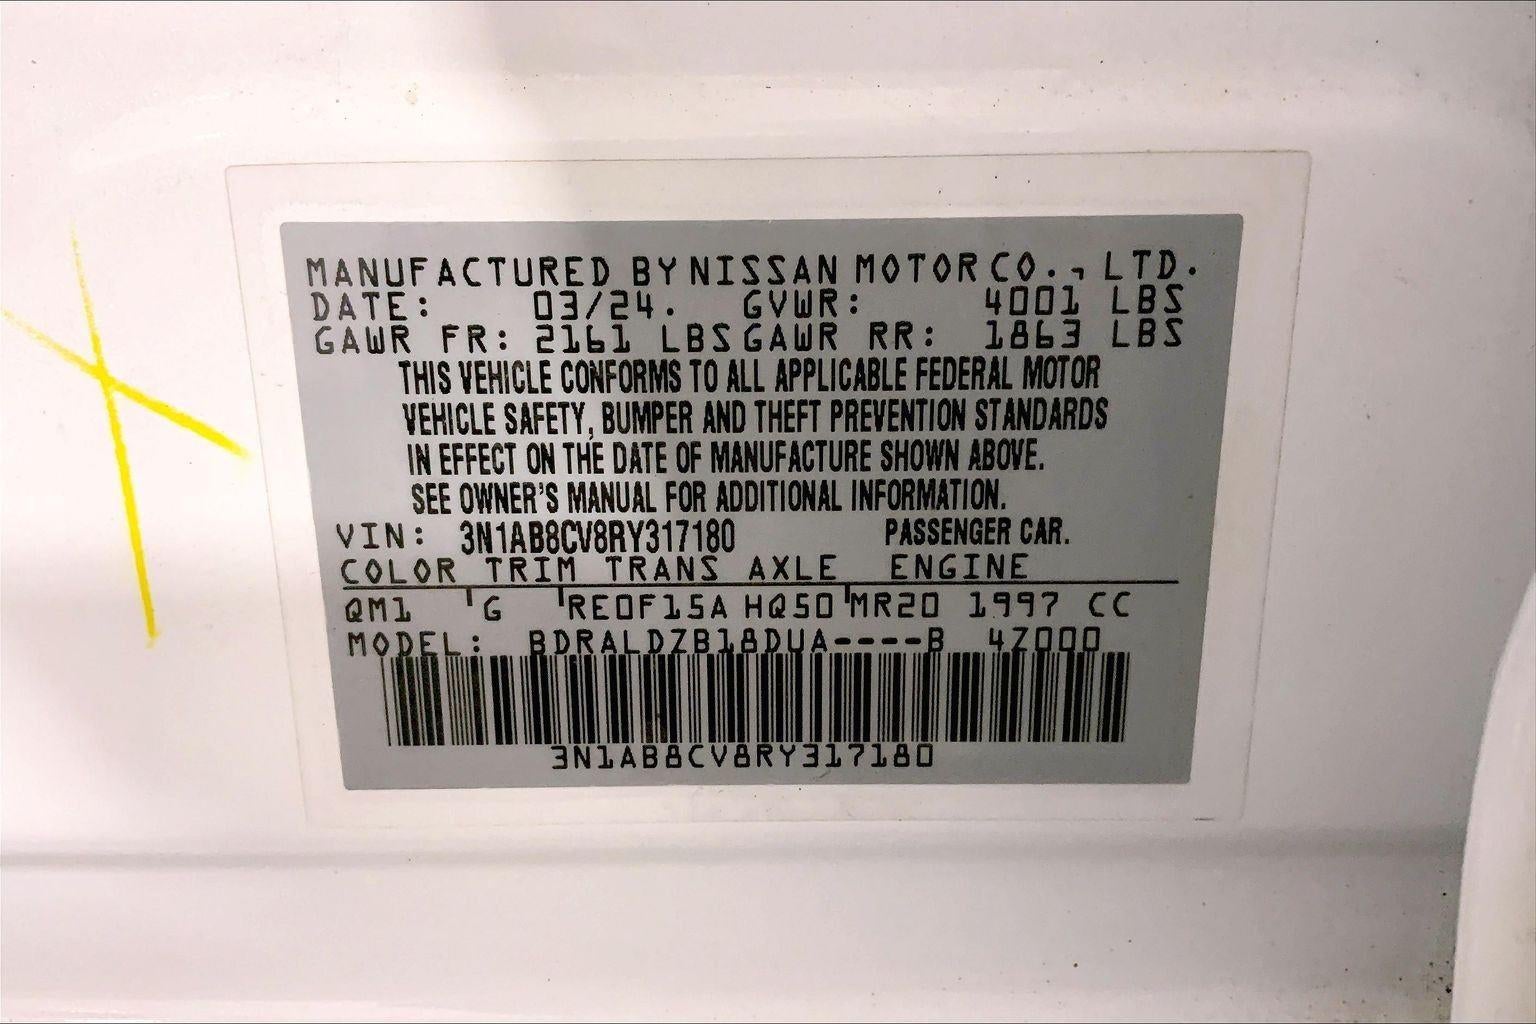 MANUFACTURED BY NISSAN MOTOR CO., LTD.
DATE: 03/24. GVWR: 4001 LBS
GAWR FR: 2161 LBS GAWR RR: 1863 LBS
THIS VEHICLE CONFORMS TO ALL APPLICABLE FEDERAL MOTOR
VEHICLE SAFETY, BUMPER AND THEFT PREVENTION STANDARDS
IN EFFECT ON THE DATE OF MANUFACTURE SHOWN ABOVE.
SEE OWNER'S MANUAL FOR ADDITIONAL INFORMATION.
VIN: 3N1AB8CV8RY317180 PASSENGER CAR.
COLOR TRIM TRANS AXLE ENGINE
QM1 G RE0F15A HQ50 MR20 1997 CC
MODEL: BDRALDZB18DUA----B 4Z000
3N1AB8CV8RY317180